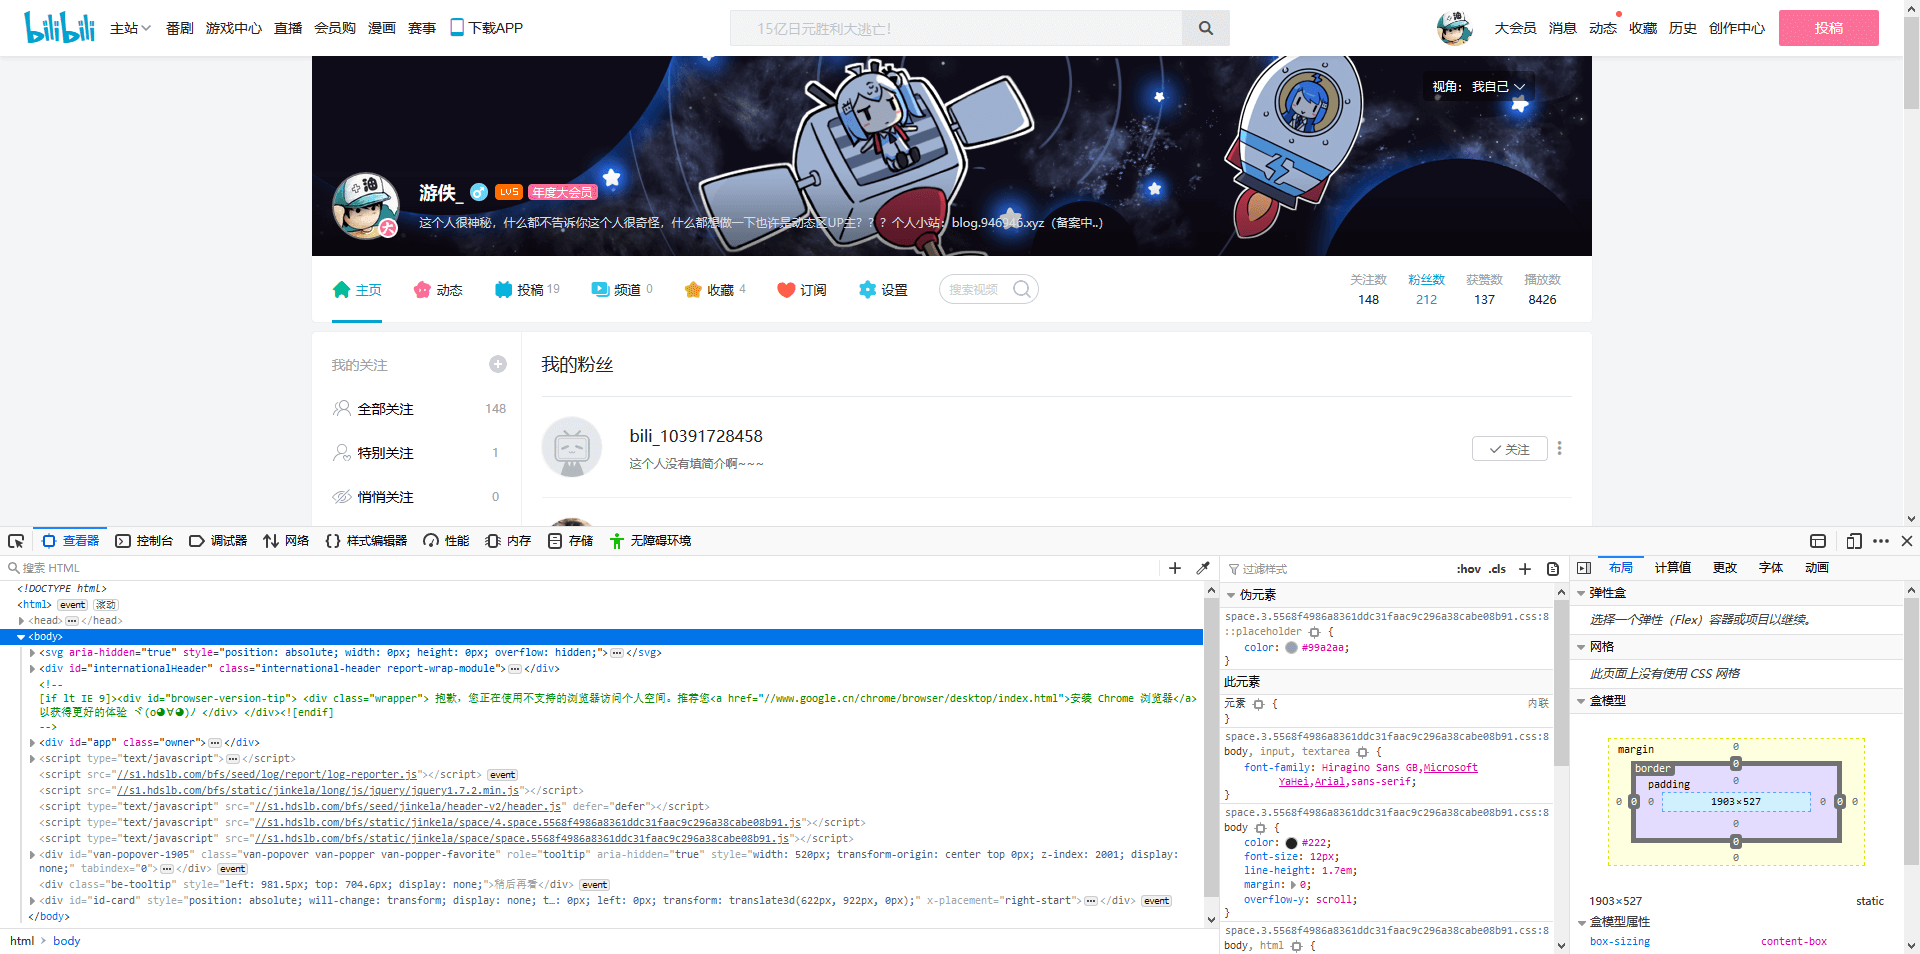 bilibili
主站 番剧 游戏中心 直播 会员购 漫画 赛事 下载APP
15亿日元胜利大逃亡!
大会员 消息 动态 收藏 历史 创作中心 投稿
视角： 我自己
游佚_ LV5 年度大会员
这个人很神秘，什么都不告诉你这个人很奇怪，什么都想做一下也许是动态区UP主？？？个人小站：blog.946946.xyz（备案中..）
主页 动态 投稿 19 频道 0 收藏 4 订阅 设置 搜索视频
关注数 粉丝数 获赞数 播放数
148 212 137 8426
我的关注
全部关注 148
特别关注 1
悄悄关注 0
我的粉丝
bili_10391728458
这个人没有填简介啊~~~
关注
查看器 控制台 调试器 网络 样式编辑器 性能 内存 存储 无障碍环境
搜索 HTML
<!DOCTYPE html>
<html> event 滚动
<head> ··· </head>
<body>
<svg aria-hidden="true" style="position: absolute; width: 0px; height: 0px; overflow: hidden;"> ··· </svg>
<div id="internationalHeader" class="international-header report-wrap-module"> ··· </div>
<!--
[if lt IE 9]><div id="browser-version-tip"> <div class="wrapper"> 抱歉，您正在使用不支持的浏览器访问个人空间。推荐您<a href="//www.google.cn/chrome/browser/desktop/index.html">安装 Chrome 浏览器</a>
以获得更好的体验 ヾ(o◕∀◕)ﾉ </div> </div><![endif]
-->
<div id="app" class="owner"> ··· </div>
<script type="text/javascript"> ··· </script>
<script src="//s1.hdslb.com/bfs/seed/log/report/log-reporter.js"></script> event
<script src="//s1.hdslb.com/bfs/static/jinkela/long/js/jquery/jquery1.7.2.min.js"></script>
<script type="text/javascript" src="//s1.hdslb.com/bfs/seed/jinkela/header-v2/header.js" defer="defer"></script>
<script type="text/javascript" src="//s1.hdslb.com/bfs/static/jinkela/space/4.space.5568f4986a8361ddc31faac9c296a38cabe08b91.js"></script>
<script type="text/javascript" src="//s1.hdslb.com/bfs/static/jinkela/space/space.5568f4986a8361ddc31faac9c296a38cabe08b91.js"></script>
<div id="van-popover-1905" class="van-popover van-popper van-popper-favorite" role="tooltip" aria-hidden="true" style="width: 520px; transform-origin: center top 0px; z-index: 2001; display:
none;" tabindex="0"> ··· </div> event
<div class="be-tooltip" style="left: 981.5px; top: 704.6px; display: none;">稍后再看</div> event
<div id="id-card" style="position: absolute; will-change: transform; display: none; t…: 0px; left: 0px; transform: translate3d(622px, 922px, 0px);" x-placement="right-start"> ··· </div> event
</body>
html > body
过滤样式 :hov .cls
伪元素
space.3.5568f4986a8361ddc31faac9c296a38cabe08b91.css:8
::placeholder {
color: #99a2aa;
}
此元素
元素 { 内联
}
space.3.5568f4986a8361ddc31faac9c296a38cabe08b91.css:8
body, input, textarea {
font-family: Hiragino Sans GB,Microsoft
YaHei,Arial,sans-serif;
}
space.3.5568f4986a8361ddc31faac9c296a38cabe08b91.css:8
body {
color: #222;
font-size: 12px;
line-height: 1.7em;
margin: 0;
overflow-y: scroll;
}
space.3.5568f4986a8361ddc31faac9c296a38cabe08b91.css:8
body, html {
布局 计算值 更改 字体 动画
弹性盒
选择一个弹性（Flex）容器或项目以继续。
网格
此页面上没有使用 CSS 网格
盒模型
margin 0
border 0
padding 0
0 0 0 1903×527 0 0 0
0
0
0
1903×527 static
盒模型属性
box-sizing content-box